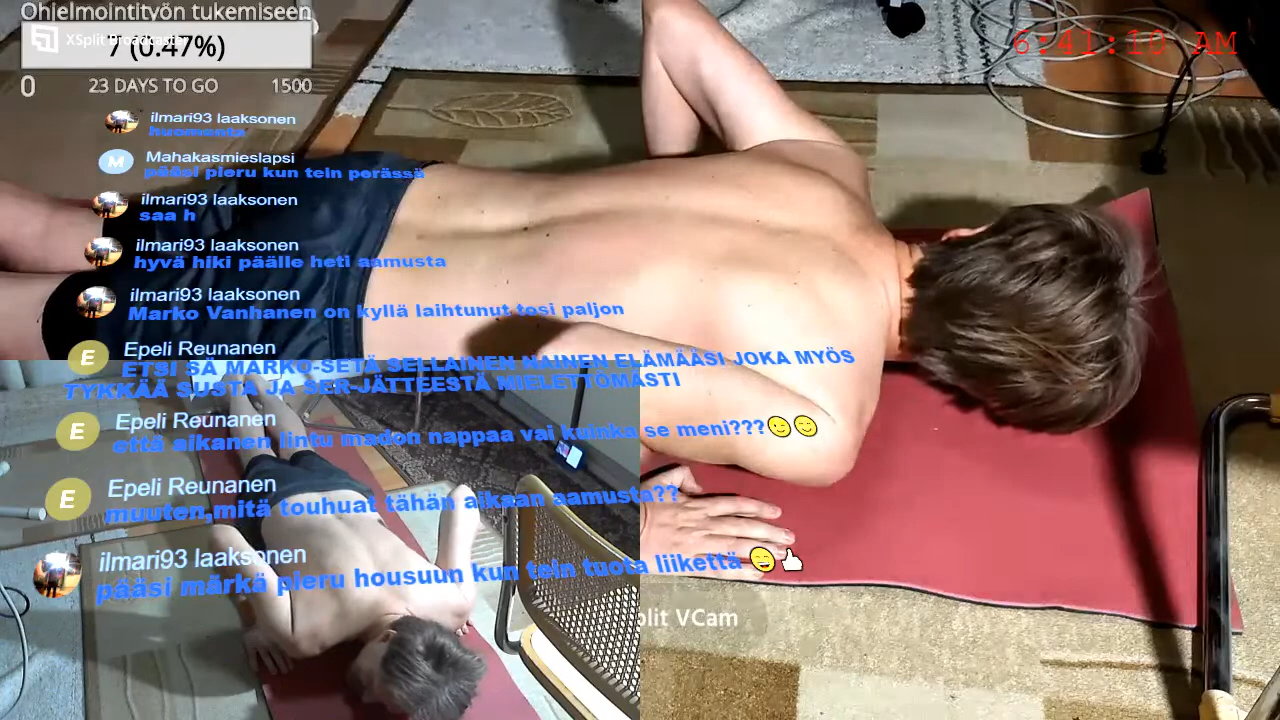 Ohjelmointityön tukemiseen
XSplit Broadcaster
7 (0.47%)
0 23 DAYS TO GO 1500
6:41:10 AM
ilmari93 laaksonen
huomenta
M
Mahakasmieslapsi
pääsi pieru kun tein perässä
ilmari93 laaksonen
saa h
ilmari93 laaksonen
hyvä hiki päälle heti aamusta
ilmari93 laaksonen
Marko Vanhanen on kyllä laihtunut tosi paljon
E
Epeli Reunanen
ETSI SÄ MARKO-SETÄ SELLAINEN NAINEN ELÄMÄÄSI JOKA MYÖS
TYKKÄÄ SUSTA JA SER-JÄTTEESTÄ MIELETTÖMÄSTI
E
Epeli Reunanen
että aikanen lintu madon nappaa vai kuinka se meni???
E
Epeli Reunanen
muuten,mitä touhuat tähän aikaan aamusta??
ilmari93 laaksonen
pääsi märkä pieru housuun kun tein tuota liikettä
plit VCam